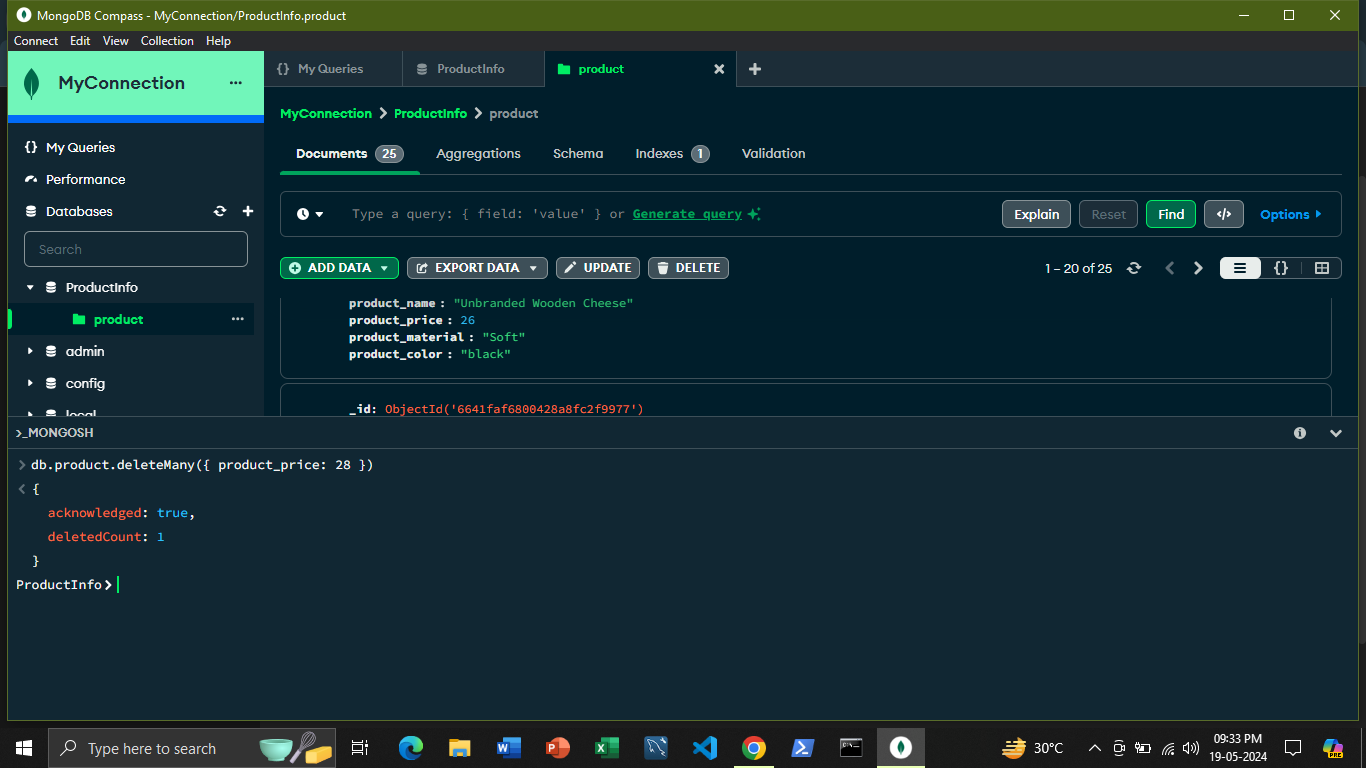 MongoDB Compass - MyConnection/ProductInfo.product
Connect Edit View Collection Help
MyConnection
My Queries
ProductInfo
product
MyConnection > ProductInfo > product
My Queries
Performance
Databases
Search
ProductInfo
product
admin
config
local
Documents 25 Aggregations Schema Indexes 1 Validation
Type a query: { field: 'value' } or Generate query
Explain Reset Find </> Options
ADD DATA EXPORT DATA UPDATE DELETE
1 – 20 of 25
{}
product_name : "Unbranded Wooden Cheese"
product_price : 26
product_material : "Soft"
product_color : "black"
_id: ObjectId('6641faf6800428a8fc2f9977')
>_MONGOSH
> db.product.deleteMany({ product_price: 28 })
< {
acknowledged: true,
deletedCount: 1
}
ProductInfo>
Type here to search
30°C
09:33 PM
19-05-2024
PRE